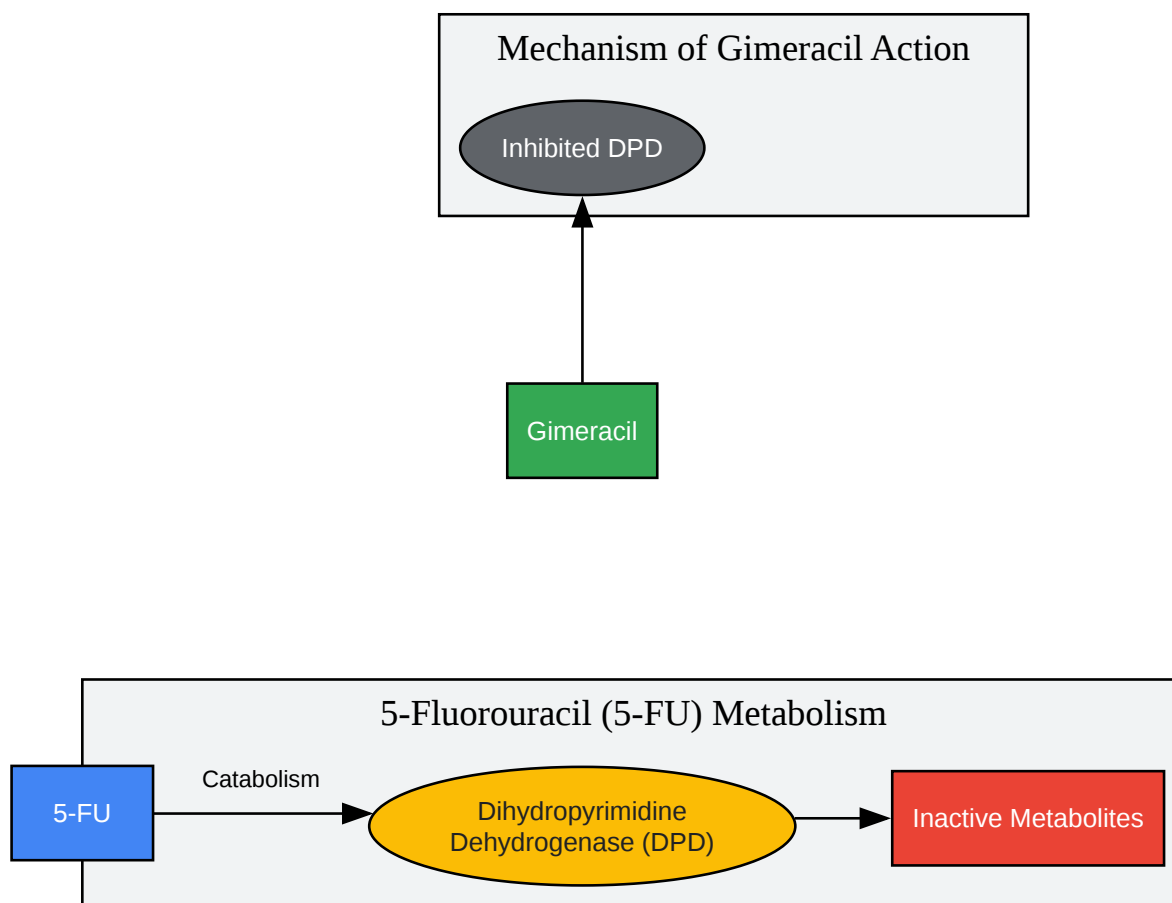 Mechanism of Gimeracil Action
Inhibited DPD
Gimeracil
5-Fluorouracil (5-FU) Metabolism
Catabolism
5-FU
Dihydropyrimidine
Dehydrogenase (DPD)
Inactive Metabolites